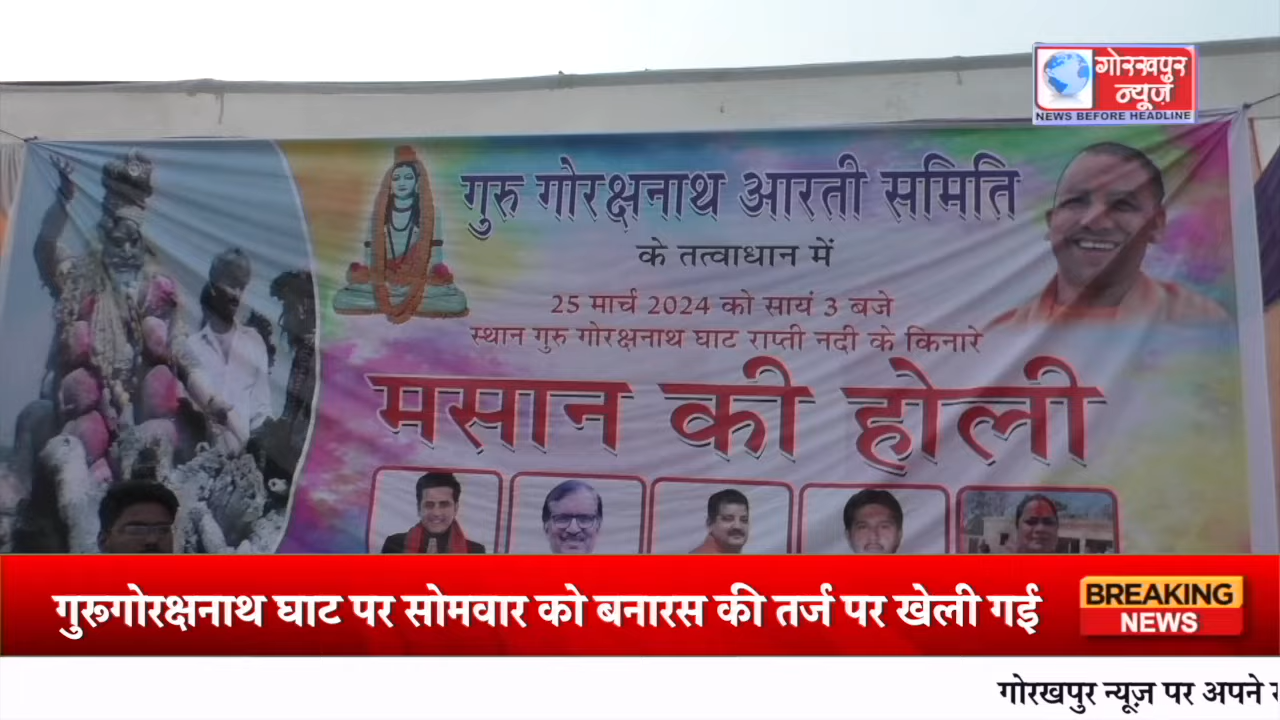 गोरखपुर
न्यूज़
NEWS BEFORE HEADLINE
गुरु गोरक्षनाथ आरती समिति
के तत्वाधान में
25 मार्च 2024 को सायं 3 बजे
स्थान गुरु गोरक्षनाथ घाट राप्ती नदी के किनारे
मसान की होली
गुरूगोरक्षनाथ घाट पर सोमवार को बनारस की तर्ज पर खेली गई
BREAKING
NEWS
गोरखपुर न्यूज़ पर अपने